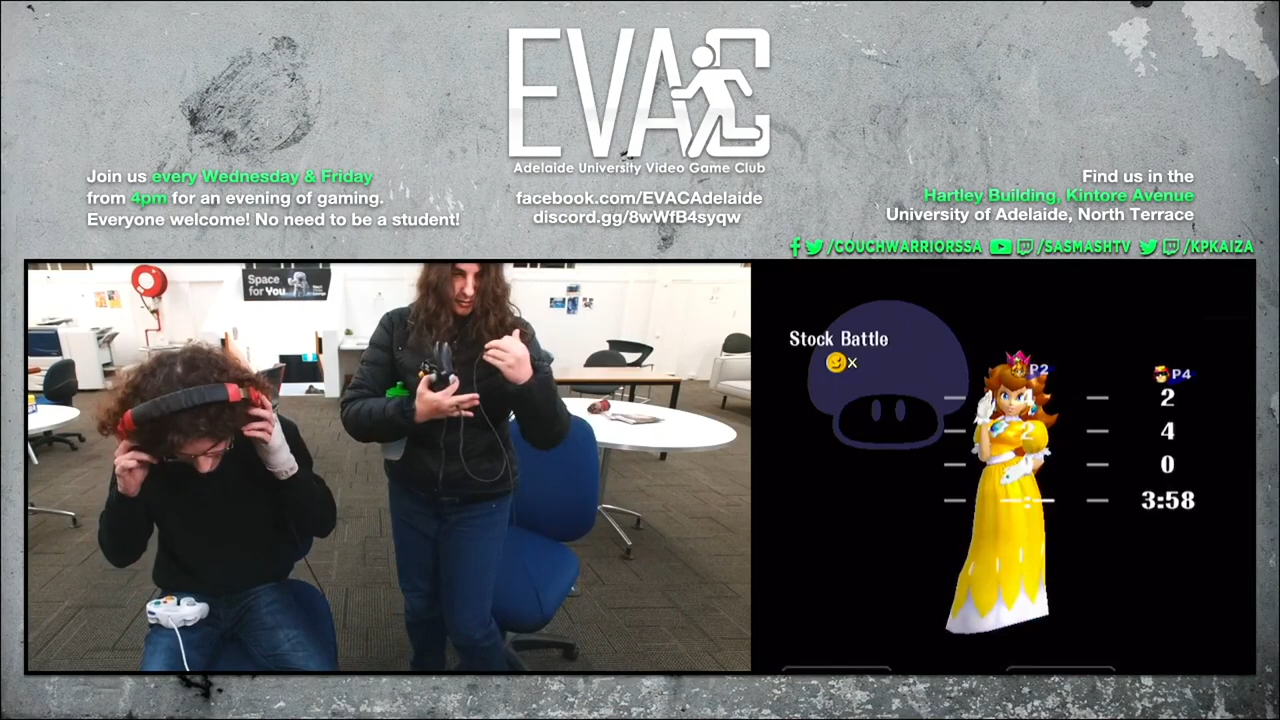 EVAC
Adelaide University Video Game Club
facebook.com/EVACAdelaide
discord.gg/8wWfB4syqw
Join us every Wednesday & Friday
from 4pm for an evening of gaming.
Everyone welcome! No need to be a student!
Find us in the
Hartley Building, Kintore Avenue
University of Adelaide, North Terrace
/COUCHWARRIORSSA /SASMASHTV /KPKAIZA
Space
for You
Stock Battle
X
P2
P4
2
2
4
0
3:58